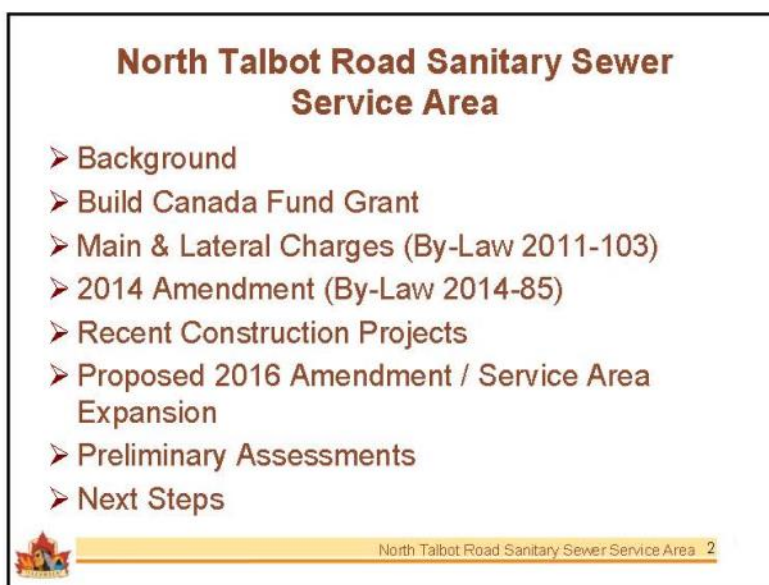 North Talbot Road Sanitary Sewer
Service Area
➢ Background
➢ Build Canada Fund Grant
➢ Main & Lateral Charges (By-Law 2011-103)
➢ 2014 Amendment (By-Law 2014-85)
➢ Recent Construction Projects
➢ Proposed 2016 Amendment / Service Area
Expansion
➢ Preliminary Assessments
➢ Next Steps
North Talbot Road Sanitary Sewer Service Area 2